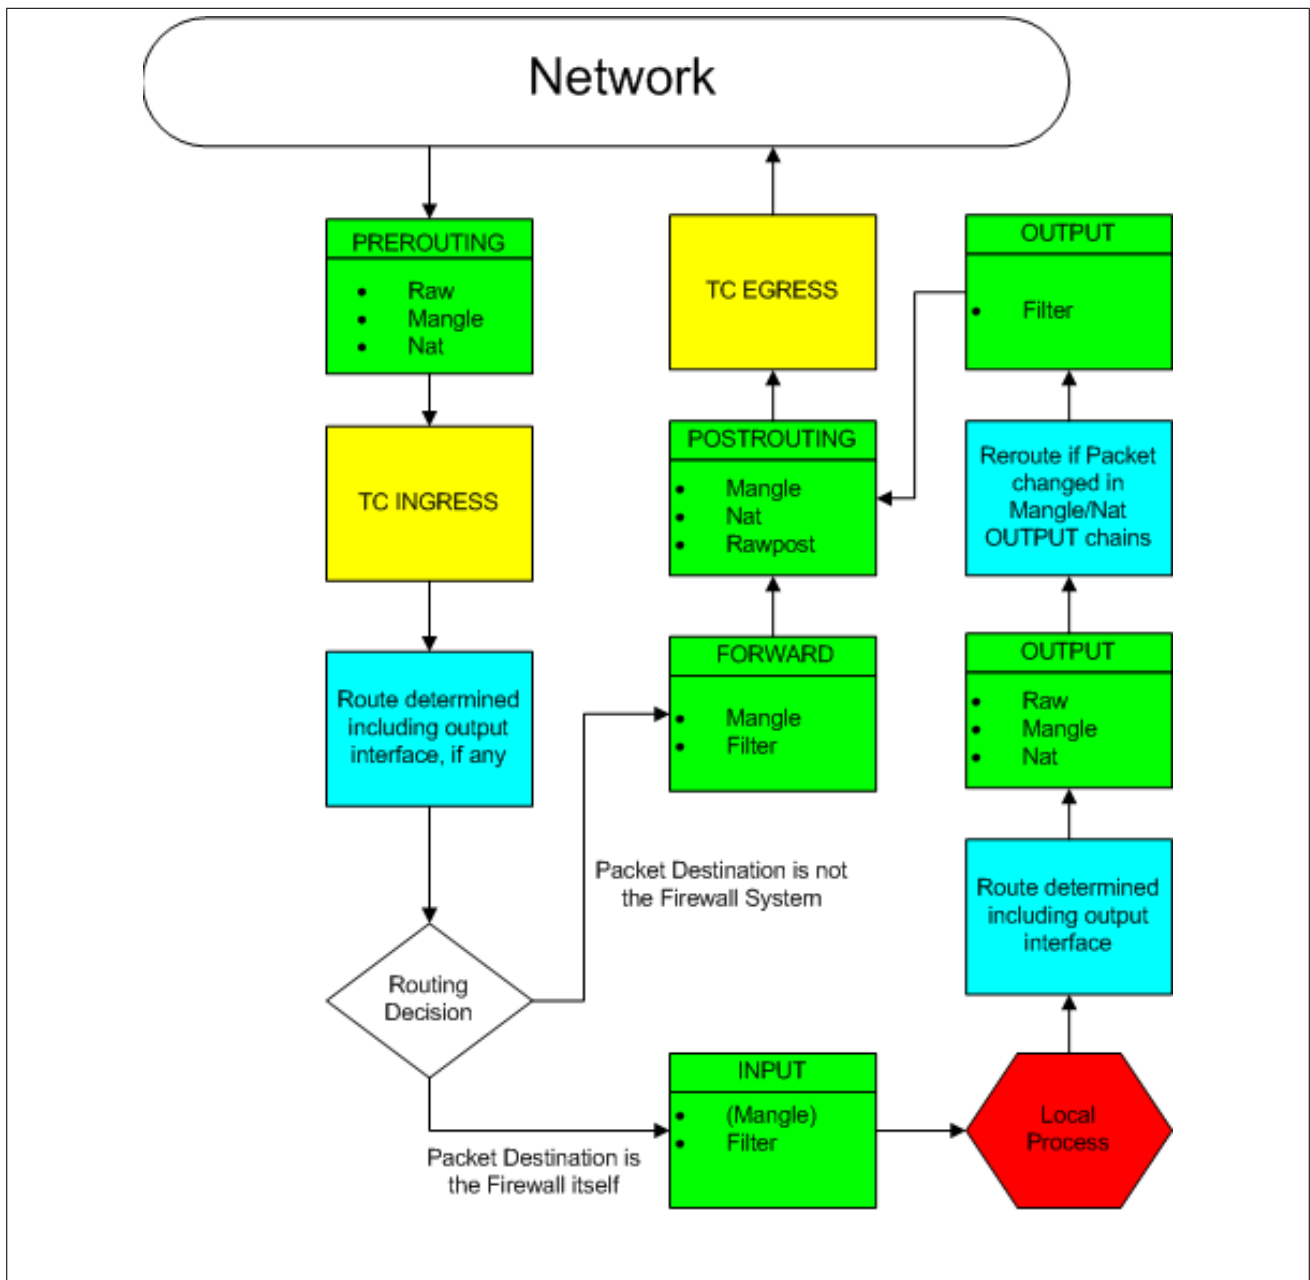 Network
PREROUTING
• Raw
• Mangle
• Nat
TC INGRESS
Route determined
including output
interface, if any
Routing
Decision
Packet Destination is not
the Firewall System
Packet Destination is
the Firewall itself
TC EGRESS
POSTROUTING
• Mangle
• Nat
• Rawpost
FORWARD
• Mangle
• Filter
INPUT
• (Mangle)
• Filter
Local
Process
Route determined
including output
interface
OUTPUT
• Raw
• Mangle
• Nat
Reroute if Packet
changed in
Mangle/Nat
OUTPUT chains
OUTPUT
• Filter